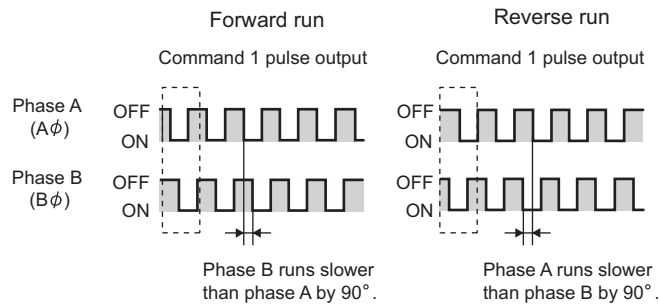 Forward run
Reverse run
Command 1 pulse output
Command 1 pulse output
Phase A
(Aϕ)
OFF
ON
OFF
ON
Phase B
(Bϕ)
OFF
ON
OFF
ON
Phase B runs slower
than phase A by 90°.
Phase A runs slower
than phase B by 90°.